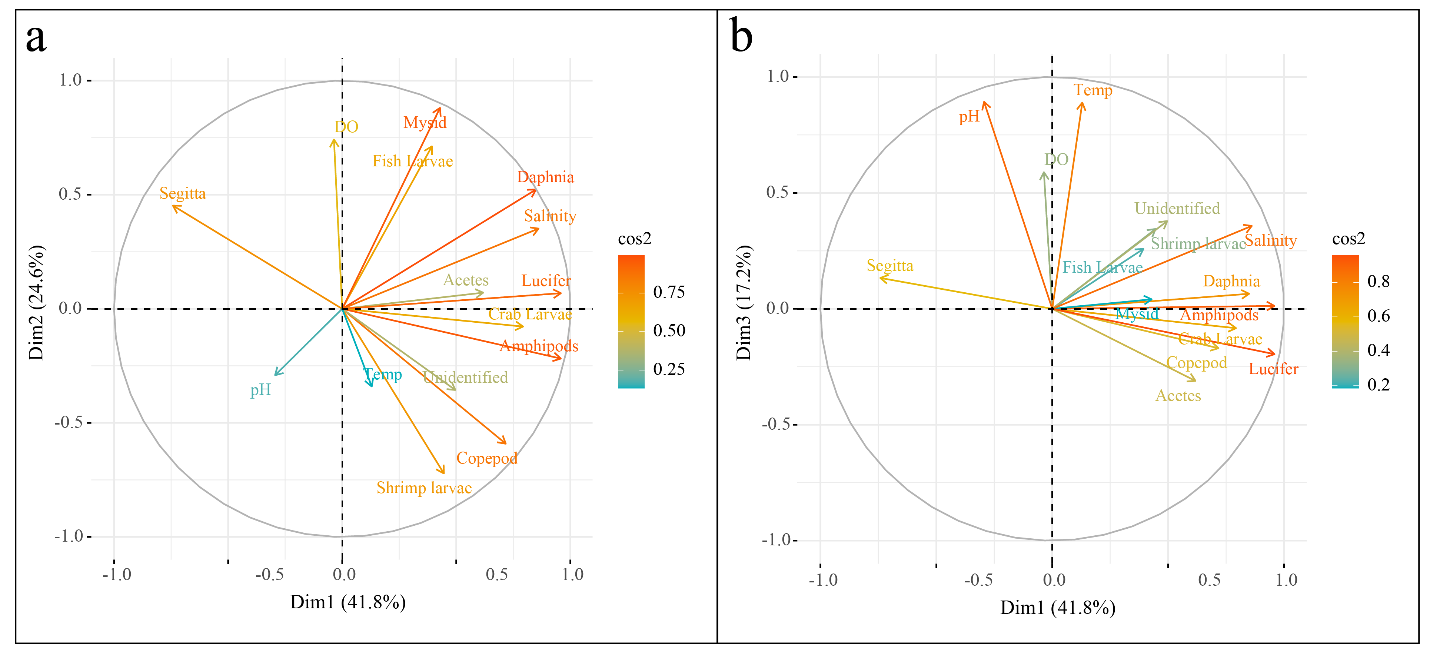 a
1.0
0.5
0.0
-0.5
-1.0
Dim2 (24.6%)
Mysid
DO
Fish Larvae
Segitta
Daphnia
Salinity
Acetes
Lucifer
Crab Larvae
Amphipods
Temp
Unidentified
pH
Copepod
Shrimp larvae
-1.0 -0.5 0.0 0.5 1.0
Dim1 (41.8%)
cos2
0.75
0.50
0.25
b
1.0
0.5
0.0
-0.5
-1.0
Dim3 (17.2%)
Temp
pH
DO
Unidentified
Shrimp larvae
Salinity
Fish Larvae
Segitta
Daphnia
Mysid
Amphipods
Crab Larvae
Copepod
Lucifer
Acetes
-1.0 -0.5 0.0 0.5 1.0
Dim1 (41.8%)
cos2
0.8
0.6
0.4
0.2